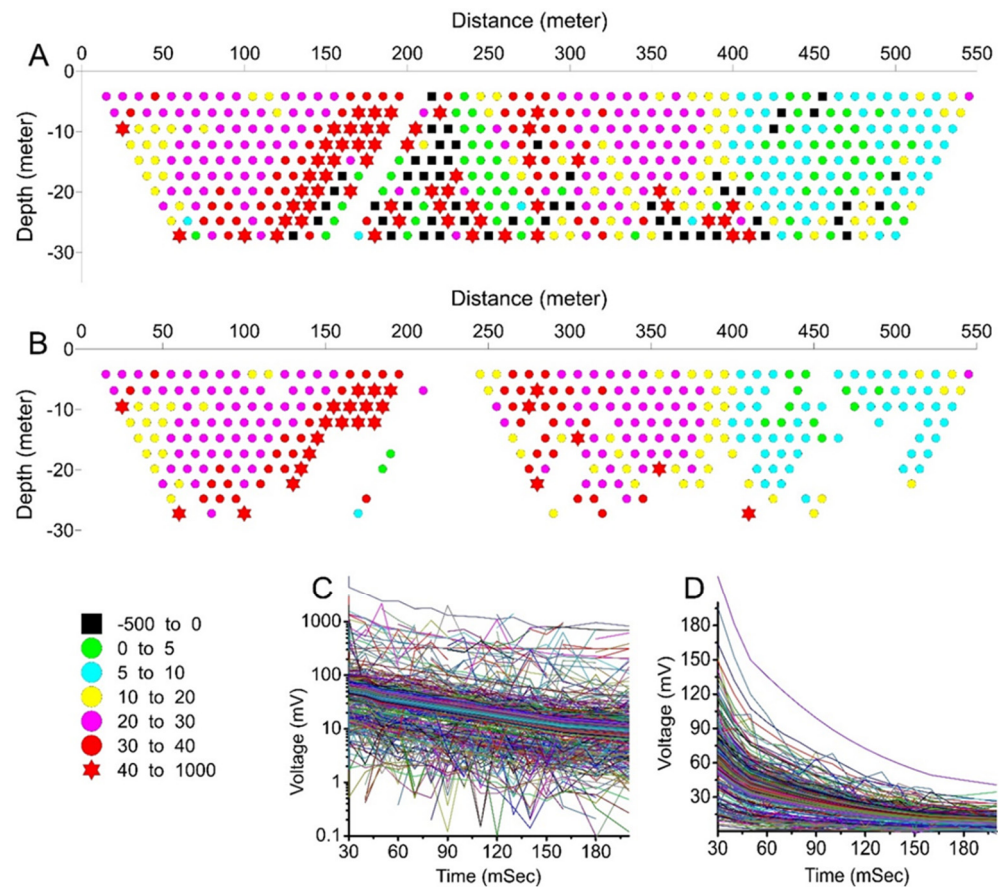 Distance (meter)
A
0 50 100 150 200 250 300 350 400 450 500 550
0
-10
-20
-30
Depth (meter)
Distance (meter)
B
0 50 100 150 200 250 300 350 400 450 500 550
0
-10
-20
-30
Depth (meter)
-500 to 0
0 to 5
5 to 10
10 to 20
20 to 30
30 to 40
40 to 1000
C
1000
100
10
1
0.1
Voltage (mV)
30 60 90 120 150 180
Time (mSec)
D
180
150
120
90
60
30
Voltage (mV)
30 60 90 120 150 180
Time (mSec)